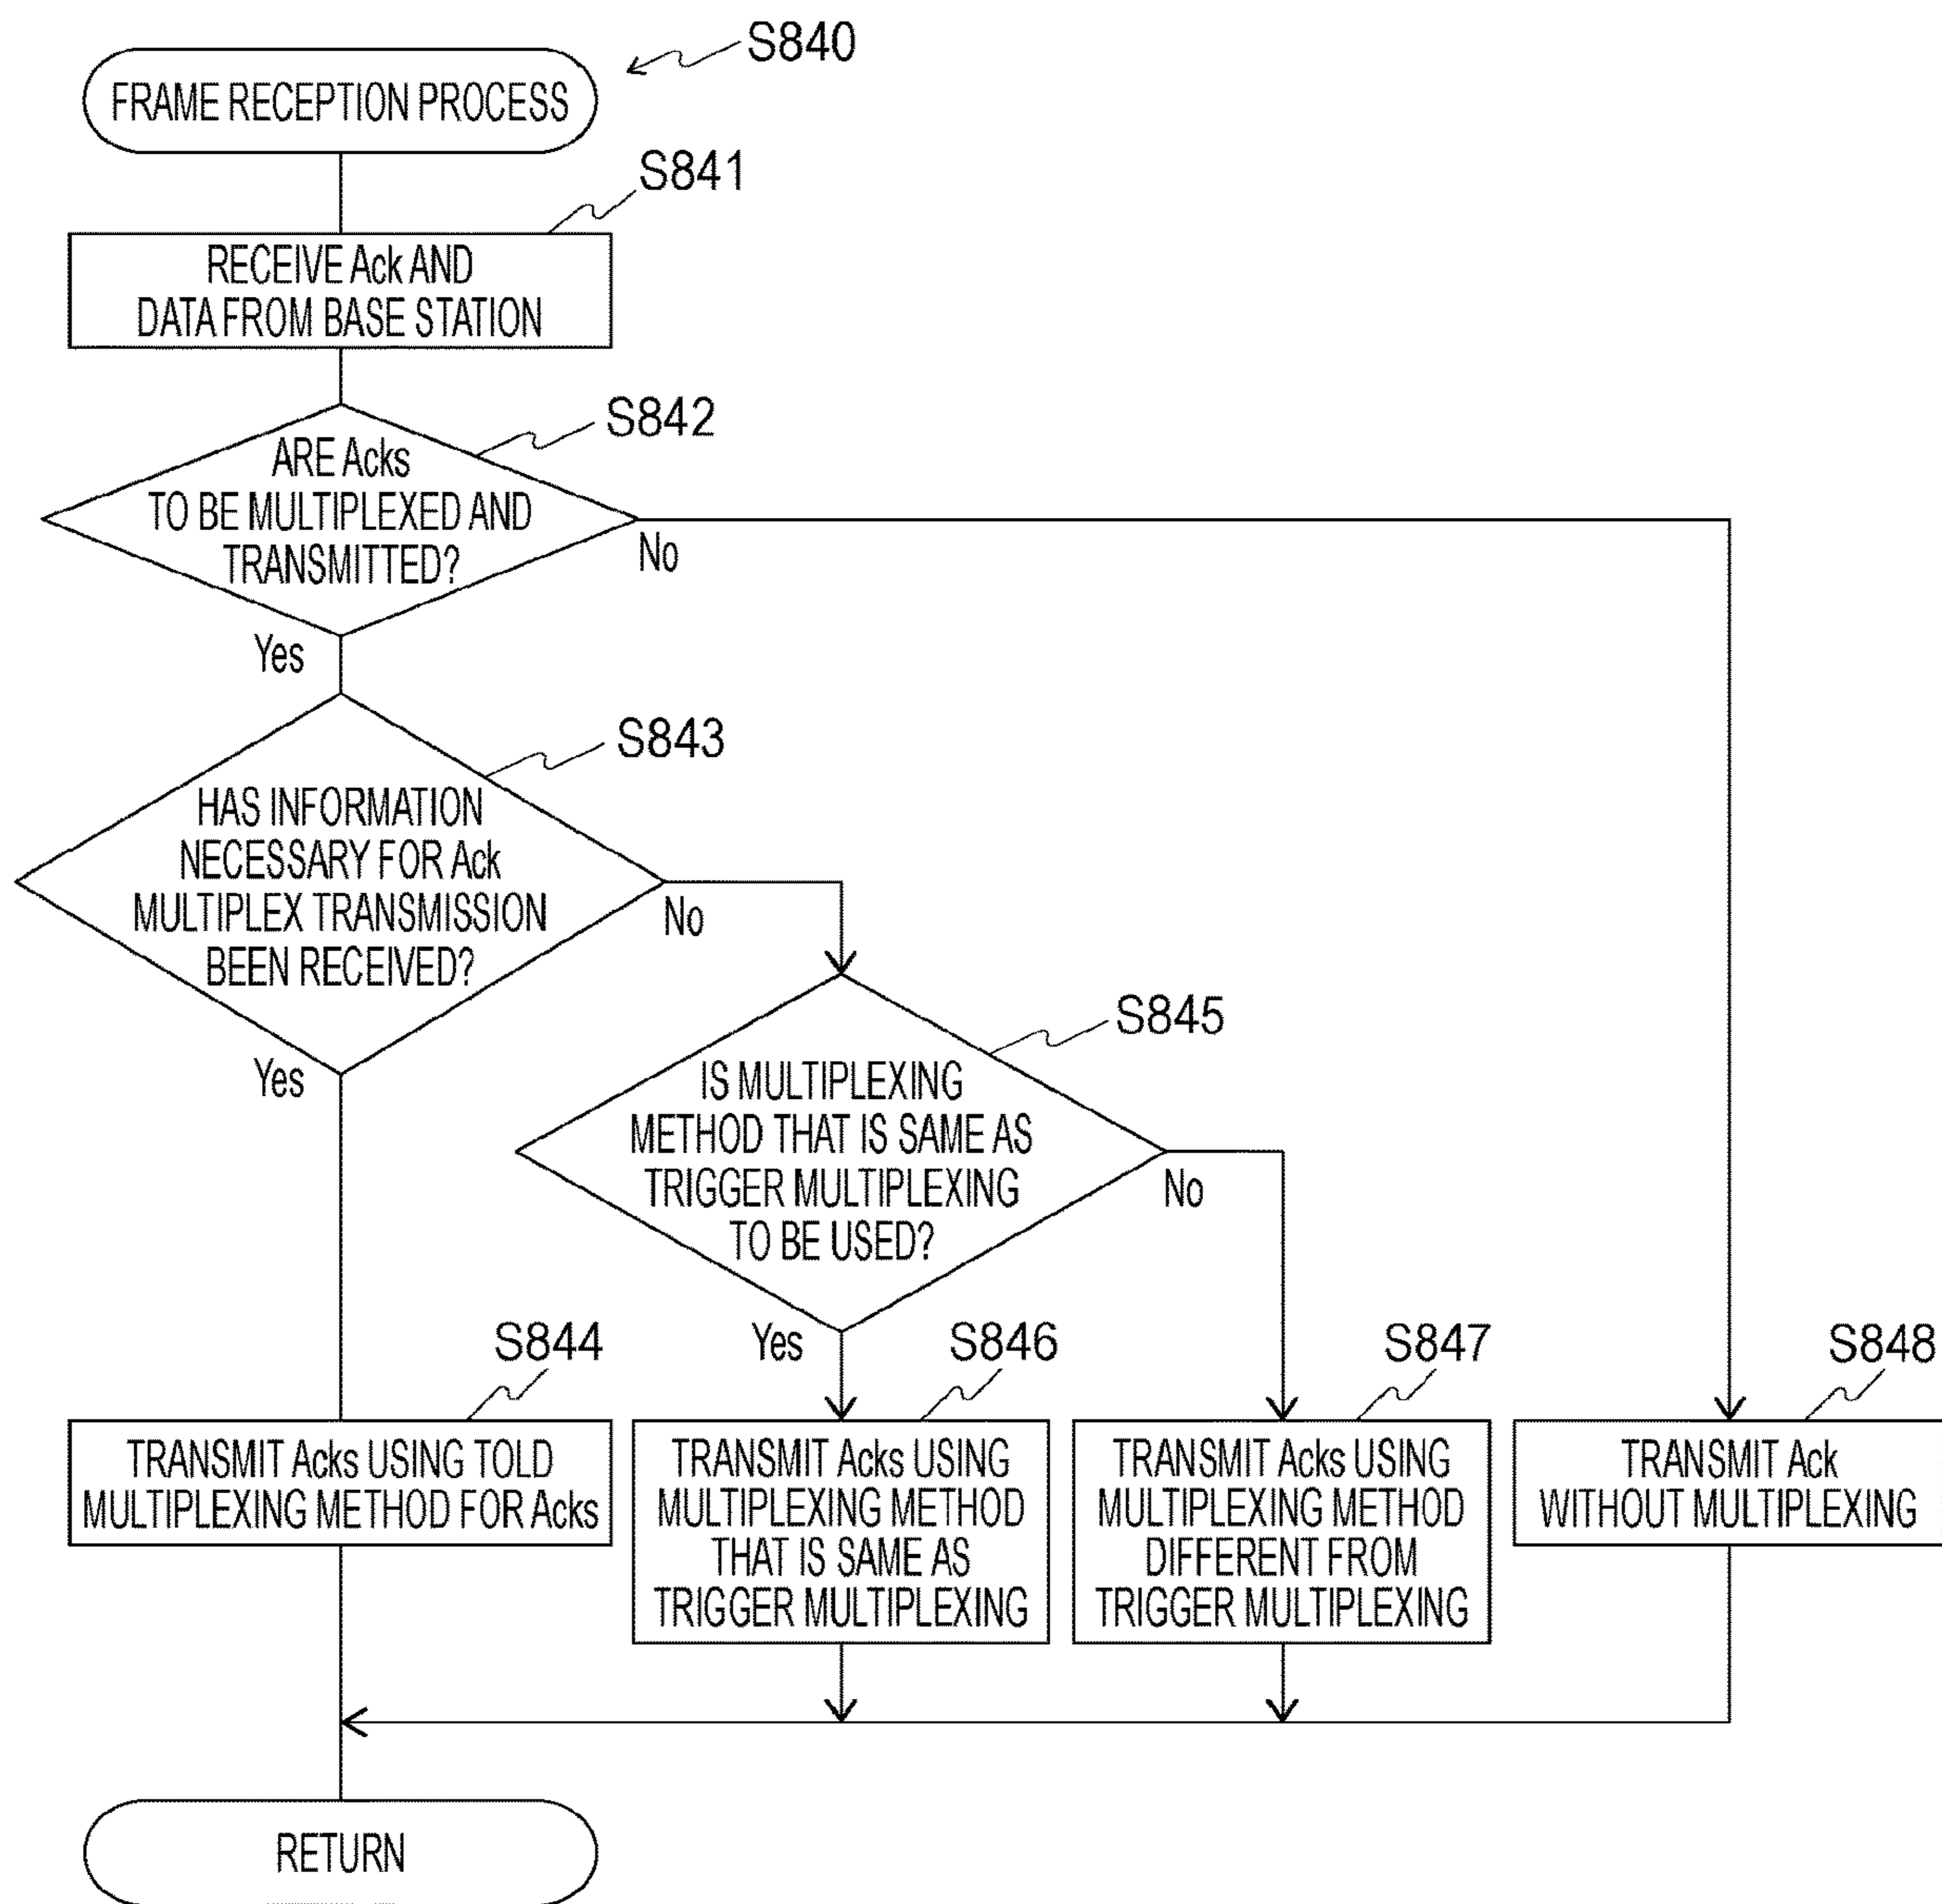 S840
FRAME RECEPTION PROCESS
S841
RECEIVE Ack AND
DATA FROM BASE STATION
S842
ARE Acks
TO BE MULTIPLEXED AND
TRANSMITTED?
No
Yes
S843
HAS INFORMATION
NECESSARY FOR Ack
MULTIPLEX TRANSMISSION
BEEN RECEIVED?
No
Yes
S845
IS MULTIPLEXING
METHOD THAT IS SAME AS
TRIGGER MULTIPLEXING
TO BE USED?
No
Yes
S844
TRANSMIT Acks USING TOLD
MULTIPLEXING METHOD FOR Acks
S846
TRANSMIT Acks USING
MULTIPLEXING METHOD
THAT IS SAME AS
TRIGGER MULTIPLEXING
S847
TRANSMIT Acks USING
MULTIPLEXING METHOD
DIFFERENT FROM
TRIGGER MULTIPLEXING
S848
TRANSMIT Ack
WITHOUT MULTIPLEXING
RETURN